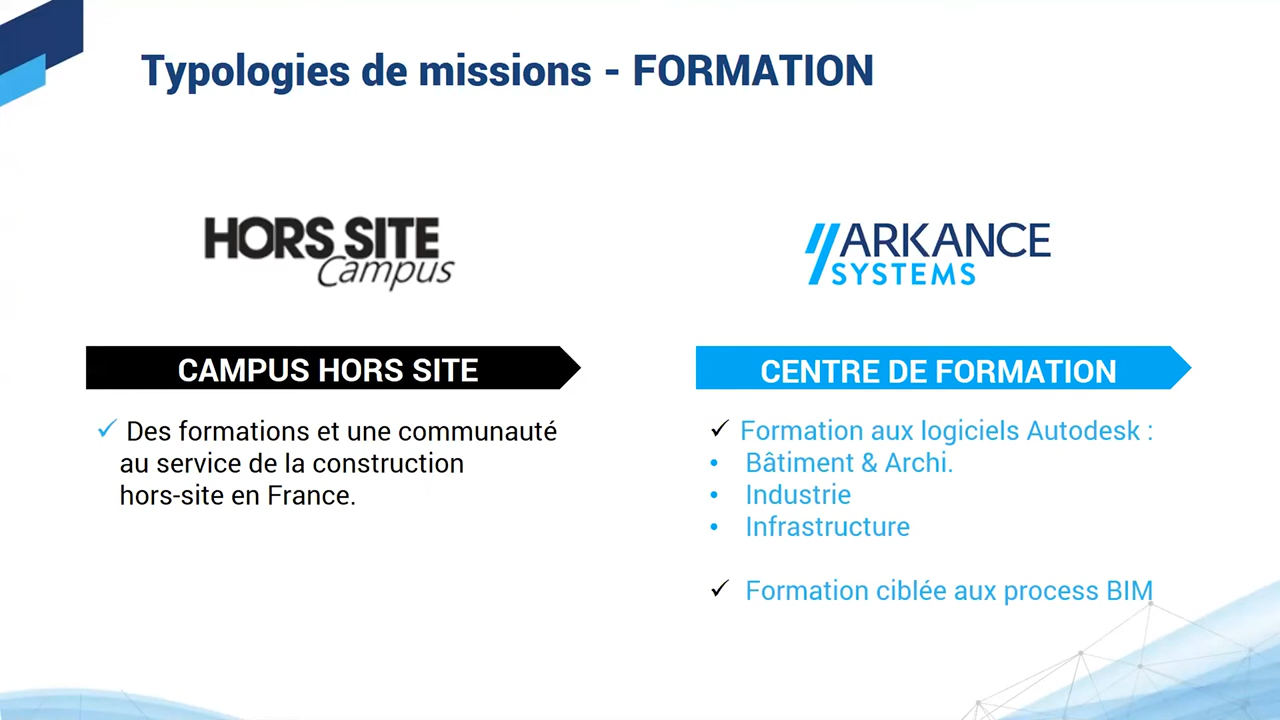 Typologies de missions - FORMATION
HORS SITE
Campus
CAMPUS HORS SITE
✓ Des formations et une communauté
au service de la construction
hors-site en France.
ARKANCE
SYSTEMS
CENTRE DE FORMATION
✓ Formation aux logiciels Autodesk :
• Bâtiment & Archi.
• Industrie
• Infrastructure
✓ Formation ciblée aux process BIM